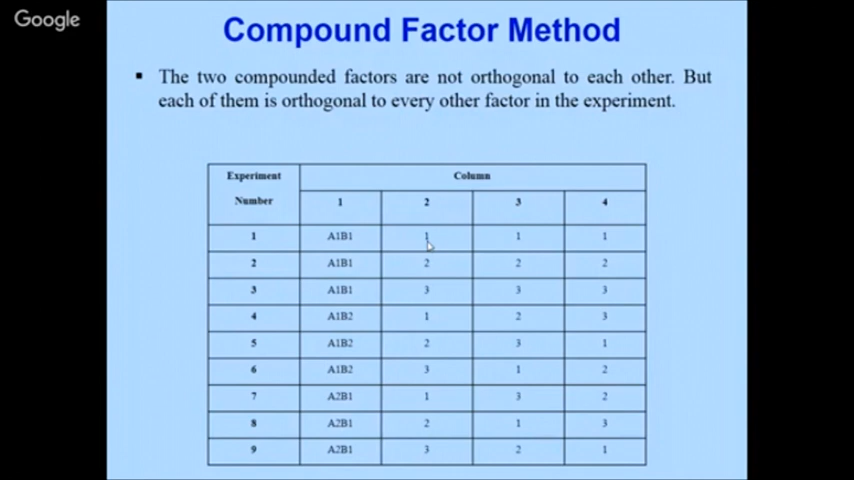 Google
Compound Factor Method
▪ The two compounded factors are not orthogonal to each other. But
each of them is orthogonal to every other factor in the experiment.
Experiment Number Column
1 2 3 4
1 A1B1 1 1 1
2 A1B1 2 2 2
3 A1B1 3 3 3
4 A1B2 1 2 3
5 A1B2 2 3 1
6 A1B2 3 1 2
7 A2B1 1 3 2
8 A2B1 2 1 3
9 A2B1 3 2 1